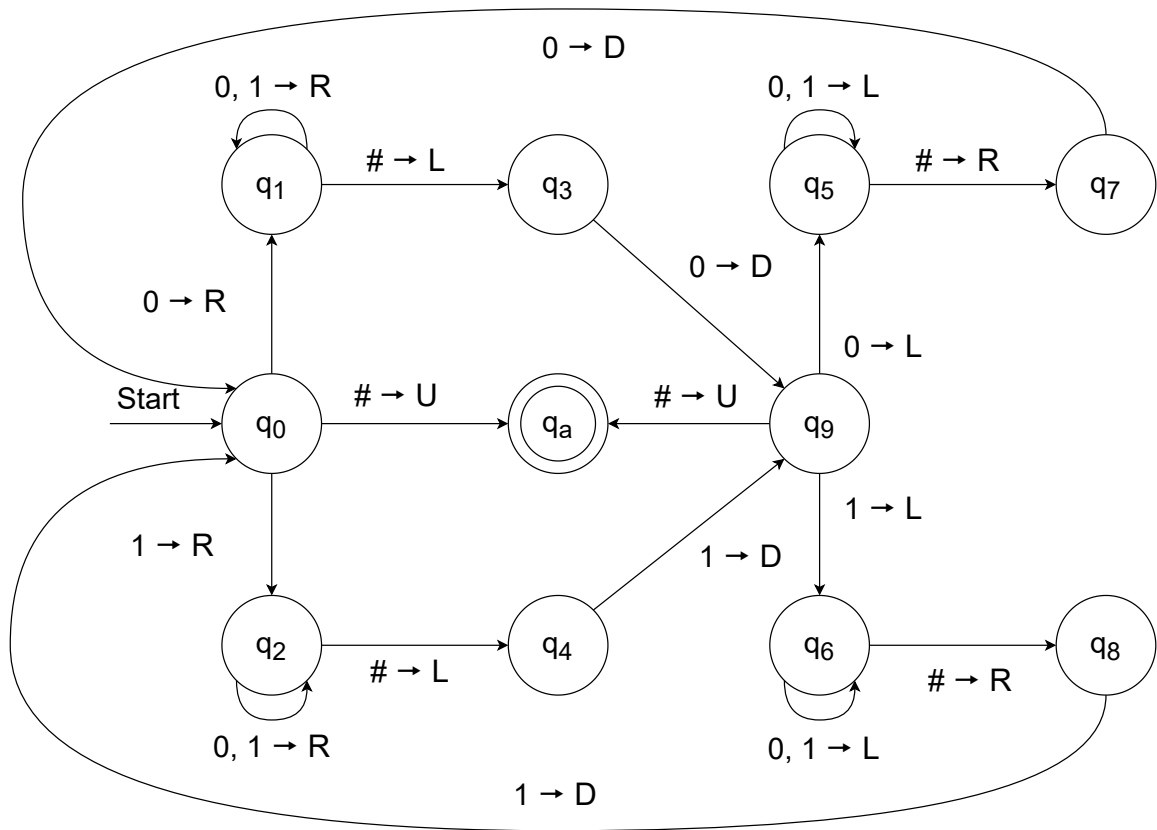 0 → D
0, 1 → R
0, 1 → L
q1
# → L
q3
q5
# → R
q7
0 → D
0 → R
0 → L
Start
q0
# → U
qa
# → U
q9
1 → R
1 → L
1 → D
q2
# → L
q4
q6
# → R
q8
0, 1 → R
0, 1 → L
1 → D